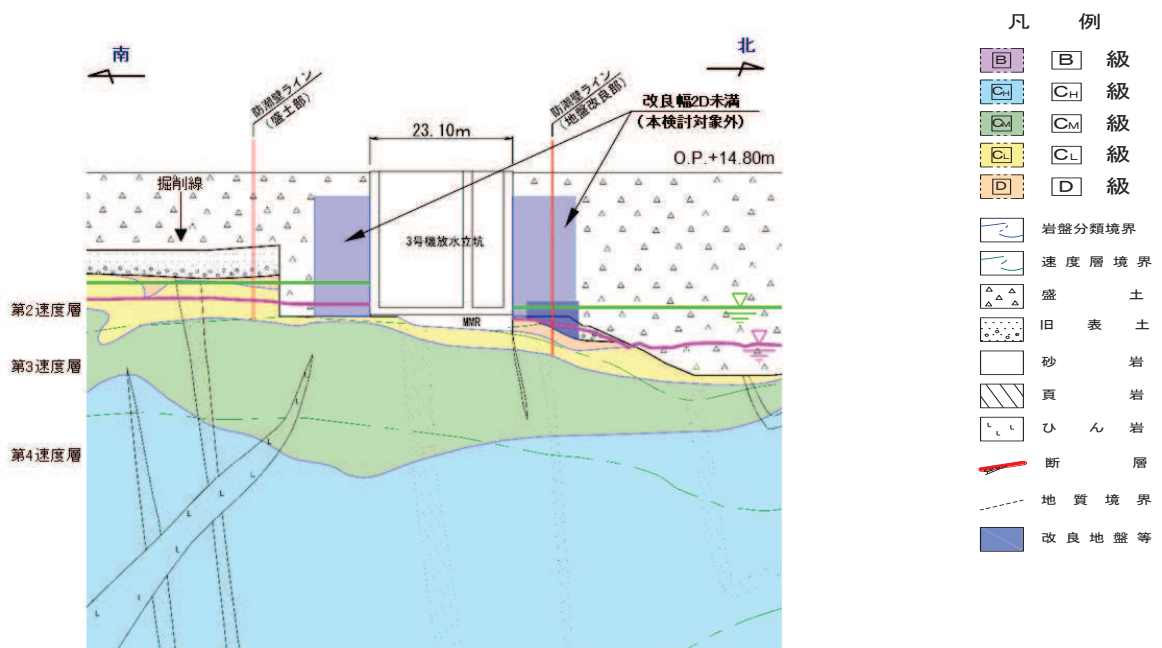 南
北
防潮壁ライン
(盛土部)
防潮壁ライン
(地盤改良部)
改良幅2D未満
(本検討対象外)
23.10m
O.P.+14.80m
掘削線
3号機放水立坑
MMR
第2速度層
第3速度層
第4速度層
L
L
L
L
L
L
L
凡 例
B B 級
CH CH 級
CM CM 級
CL CL 級
D D 級
岩盤分類境界
速度層境界
盛土
旧表土
砂岩
頁岩
L L L ひん岩
断層
地質境界
改良地盤等